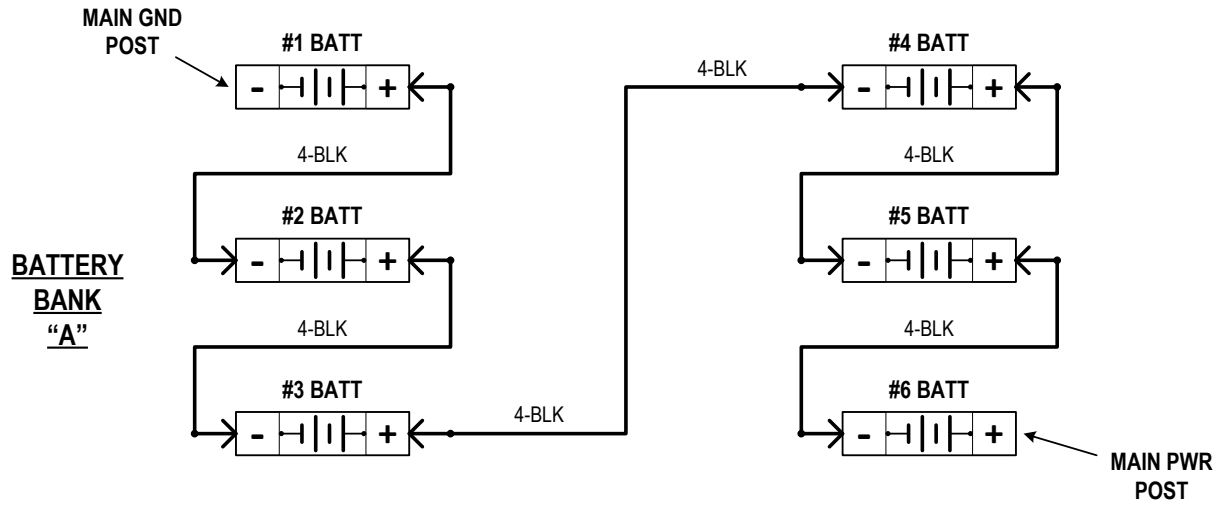 MAIN GND
POST
#1 BATT
- +
4-BLK
#2 BATT
- +
4-BLK
#3 BATT
- +
4-BLK
BATTERY
BANK
“A”
4-BLK
#4 BATT
- +
4-BLK
#5 BATT
- +
4-BLK
#6 BATT
- +
MAIN PWR
POST